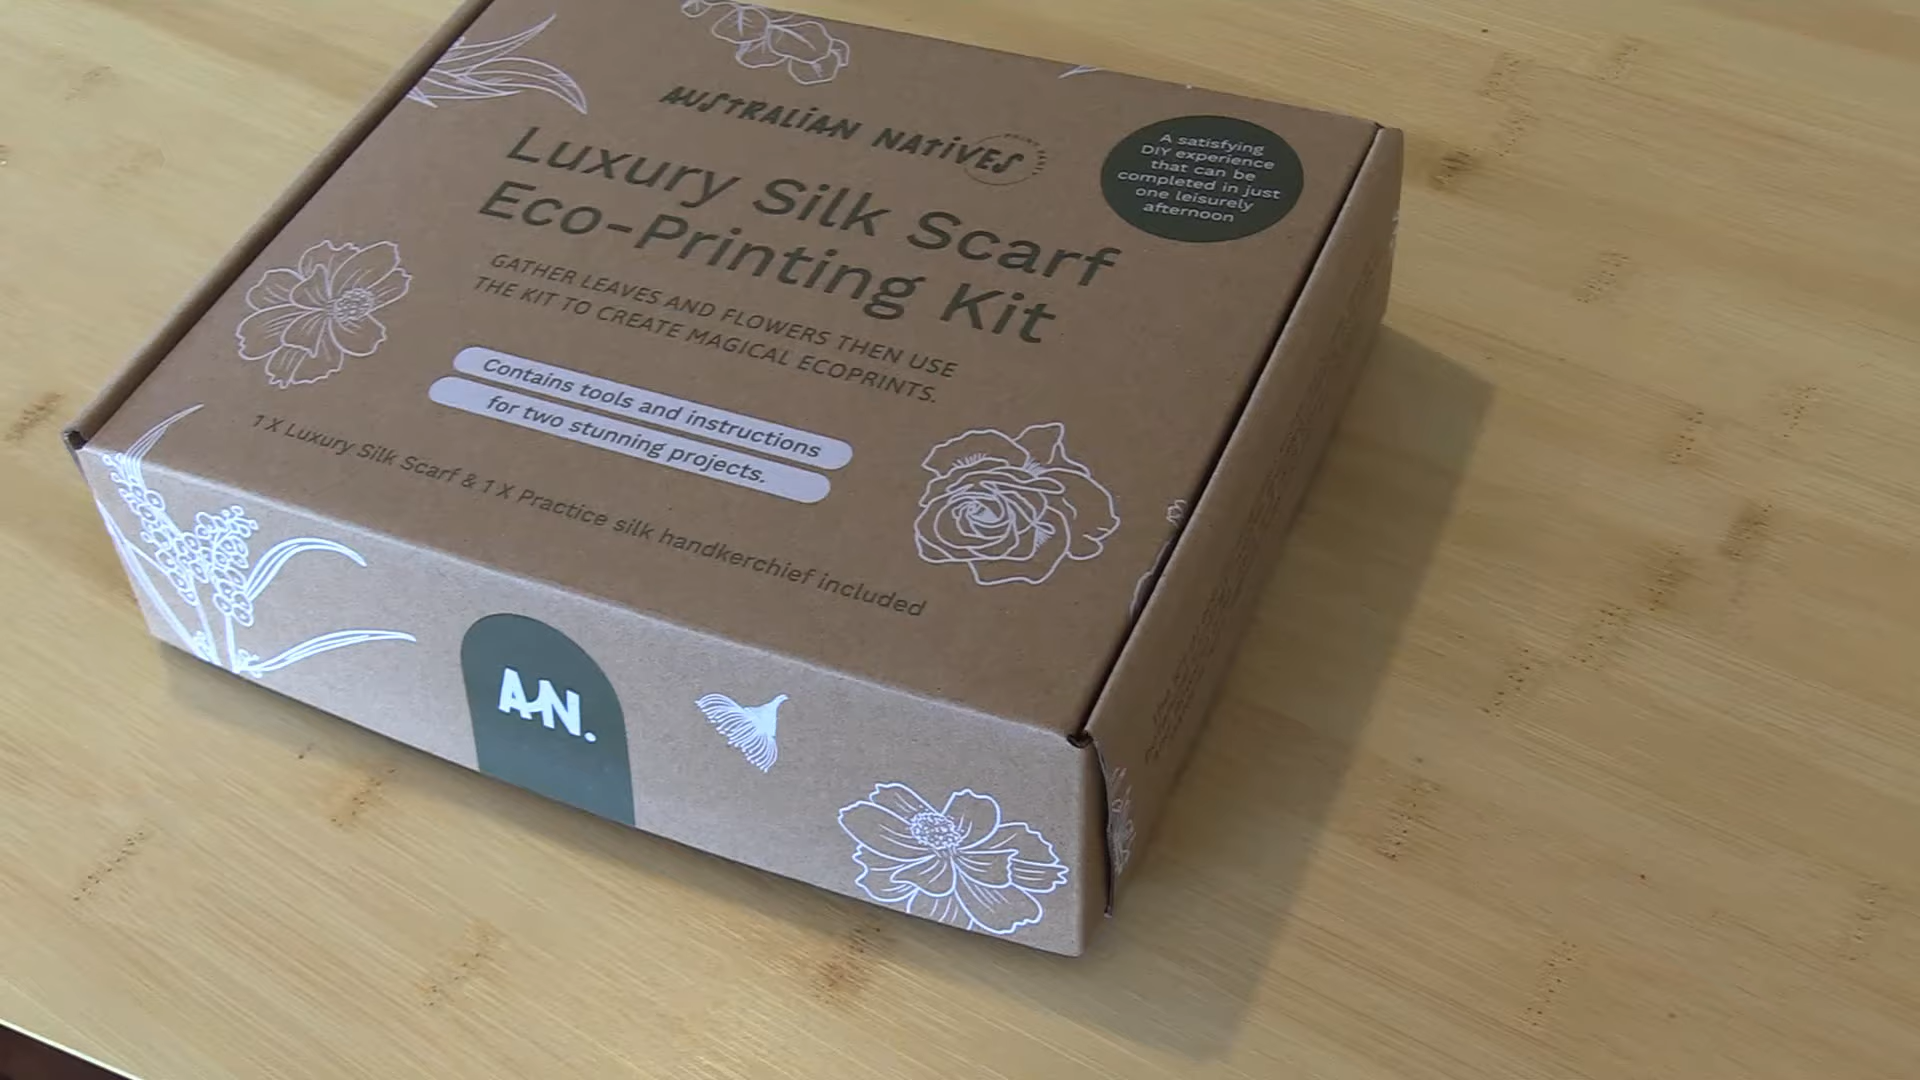 AUSTRALIAN NATIVES
Luxury Silk Scarf
Eco-Printing Kit
GATHER LEAVES AND FLOWERS THEN USE
THE KIT TO CREATE MAGICAL ECOPRINTS.
Contains tools and instructions
for two stunning projects.
1 X Luxury Silk Scarf & 1 X Practice silk handkerchief included
A satisfying
DIY experience
that can be
completed in just
one leisurely
afternoon
AN.